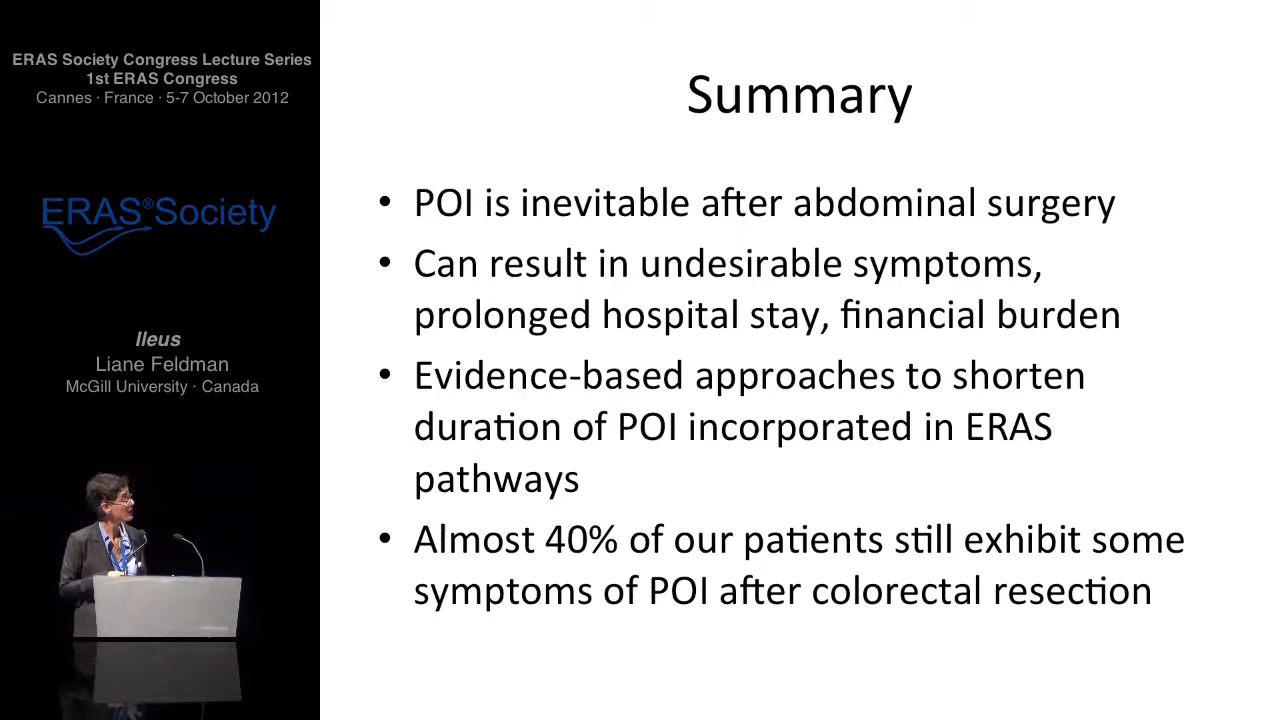 ERAS Society Congress Lecture Series
1st ERAS Congress
Cannes · France · 5-7 October 2012
ERAS®Society
Ileus
Liane Feldman
McGill University · Canada
Summary
• POI is inevitable after abdominal surgery
• Can result in undesirable symptoms,
prolonged hospital stay, financial burden
• Evidence-based approaches to shorten
duration of POI incorporated in ERAS
pathways
• Almost 40% of our patients still exhibit some
symptoms of POI after colorectal resection